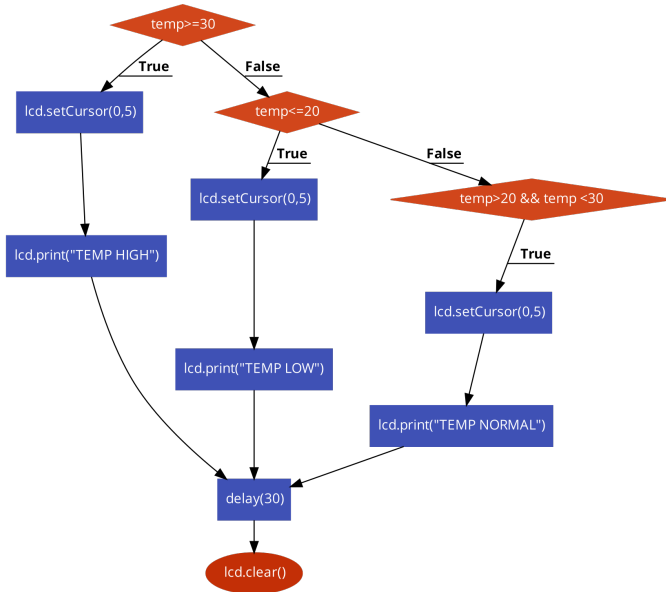 temp>=30
True
False
lcd.setCursor(0,5)
temp<=20
True
False
lcd.setCursor(0,5)
temp>20 && temp <30
lcd.print("TEMP HIGH")
True
lcd.setCursor(0,5)
lcd.print("TEMP LOW")
lcd.print("TEMP NORMAL")
delay(30)
lcd.clear()